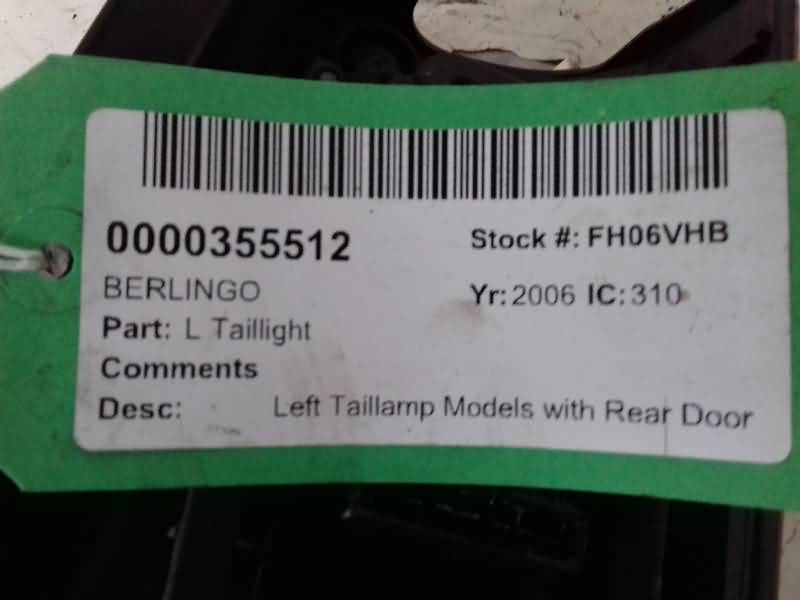 0000355512 Stock #: FH06VHB
BERLINGO Yr: 2006 IC: 310
Part: L Taillight
Comments
Desc: Left Taillamp Models with Rear Door